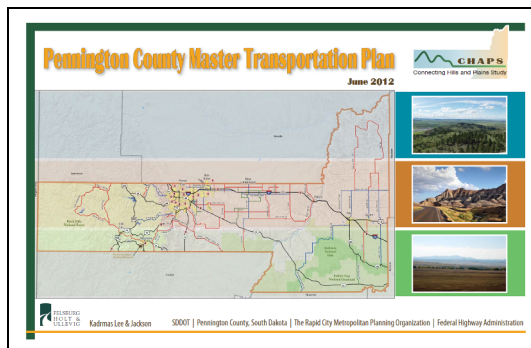 Pennington County Master Transportation Plan
June 2012
CHAPS
Connecting Hills and Plains Study
FELSBURG
HOLT &
ULLEVIG
Kadrmas Lee & Jackson
SDDOT | Pennington County, South Dakota | The Rapid City Metropolitan Planning Organization | Federal Highway Administration